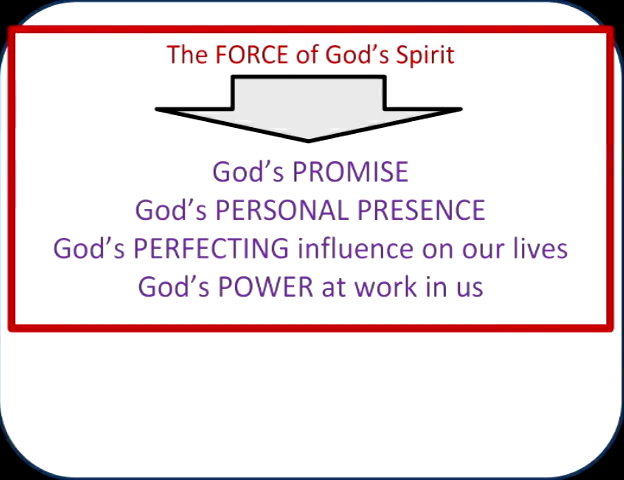 The FORCE of God’s Spirit
God’s PROMISE
God’s PERSONAL PRESENCE
God’s PERFECTING influence on our lives
God’s POWER at work in us